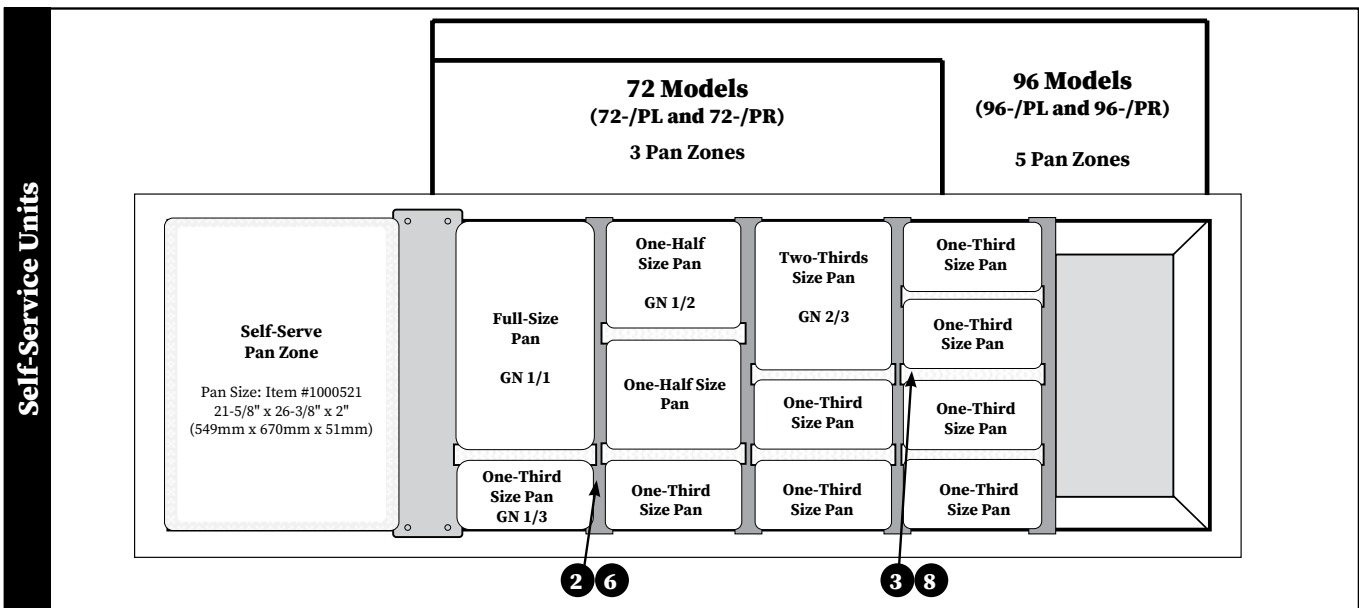 Self-Service Units
72 Models
(72-/PL and 72-/PR)
3 Pan Zones
96 Models
(96-/PL and 96-/PR)
5 Pan Zones
Self-Serve
Pan Zone
Pan Size: Item #1000521
21-5/8" x 26-3/8" x 2"
(549mm x 670mm x 51mm)
Full-Size
Pan
GN 1/1
One-Third
Size Pan
GN 1/3
One-Half
Size Pan
GN 1/2
One-Half Size
Pan
One-Third
Size Pan
Two-Thirds
Size Pan
GN 2/3
One-Third
Size Pan
One-Third
Size Pan
One-Third
Size Pan
One-Third
Size Pan
One-Third
Size Pan
One-Third
Size Pan
2 6
3 8